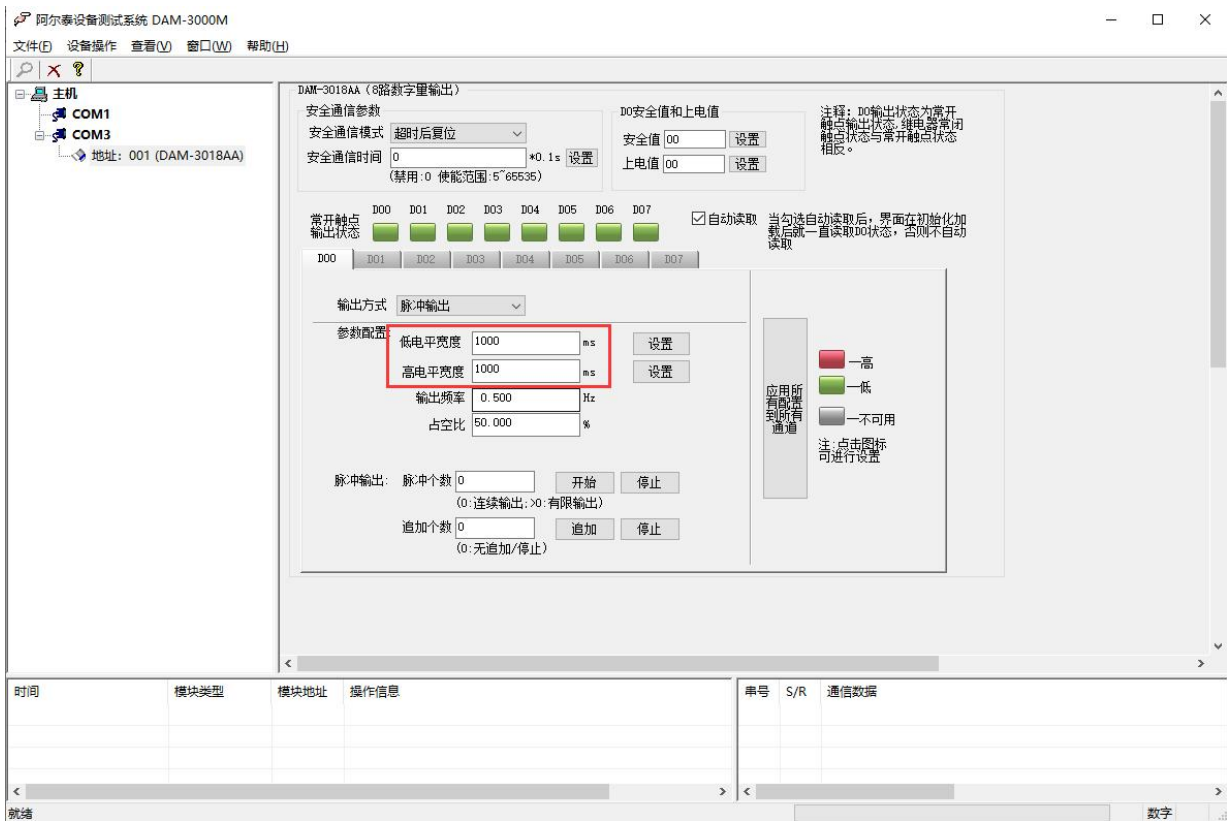 阿尔泰设备测试系统 DAM-3000M
文件(F) 设备操作 查看(V) 窗口(W) 帮助(H)
主机
COM1
COM3
地址：001 (DAM-3018AA)
DAM-3018AA（8路数字量输出）
安全通信参数
安全通信模式 超时后复位
安全通信时间 0 *0.1s 设置
(禁用:0 使能范围:5~65535)
DO安全值和上电值
安全值 00 设置
上电值 00 设置
注释：DO输出状态为常开
触点输出状态,继电器常闭
触点状态与常开触点状态
相反。
常开触点
输出状态
DO0 DO1 DO2 DO3 DO4 DO5 DO6 DO7
自动读取
当勾选自动读取后，界面在初始化加
载后就一直读取DO状态，否则不自动
读取
DO0 DO1 DO2 DO3 DO4 DO5 DO6 DO7
输出方式 脉冲输出
参数配置:
低电平宽度 1000 ms 设置
高电平宽度 1000 ms 设置
输出频率 0.500 Hz
占空比 50.000 %
脉冲输出: 脉冲个数 0 开始 停止
(0:连续输出;>0:有限输出)
追加个数 0 追加 停止
(0:无追加/停止)
应用所
有配置
到所有
通道
—高
—低
—不可用
注:点击图标
可进行设置
时间 模块类型 模块地址 操作信息
串号 S/R 通信数据
就绪 数字